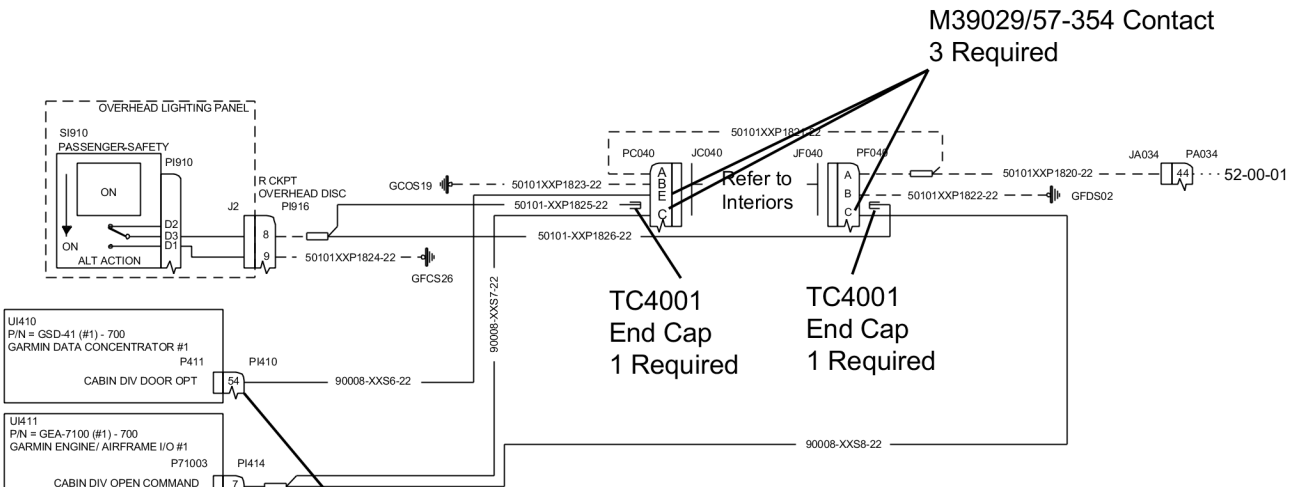 M39029/57-354 Contact
3 Required
OVERHEAD LIGHTING PANEL
SI910
PASSENGER-SAFETY
PI910
ON
ON
ALT ACTION
D2
D3
D1
J2
R CKPT
OVERHEAD DISC
PI916
8
9
50101XXP1824-22
GFCS26
GCOS19
50101XXP1823-22
50101-XXP1825-22
50101-XXP1826-22
50101XXP1821-22
PC040
JC040
A
B
E
C
Refer to
Interiors
JF040
PF040
A
B
C
50101XXP1820-22
50101XXP1822-22
GFDS02
JA034
PA034
44
52-00-01
TC4001
End Cap
1 Required
TC4001
End Cap
1 Required
90008-XXS7-22
UI410
P/N = GSD-41 (#1) - 700
GARMIN DATA CONCENTRATOR #1
P411
PI410
CABIN DIV DOOR OPT
54
90008-XXS6-22
UI411
P/N = GEA-7100 (#1) - 700
GARMIN ENGINE/ AIRFRAME I/O #1
P71003
PI414
CABIN DIV OPEN COMMAND
7
90008-XXS8-22